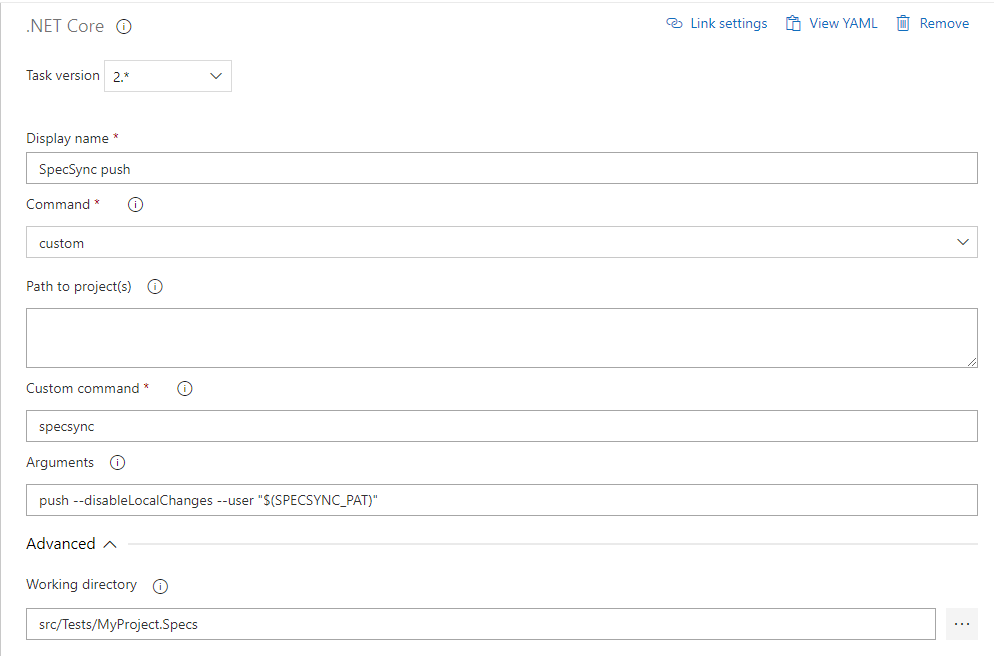 .NET Core
Link settings View YAML Remove
Task version 2.*
Display name *
SpecSync push
Command *
custom
Path to project(s)
Custom command *
specsync
Arguments
push --disableLocalChanges --user "$(SPECSYNC_PAT)"
Advanced
Working directory
src/Tests/MyProject.Specs
...